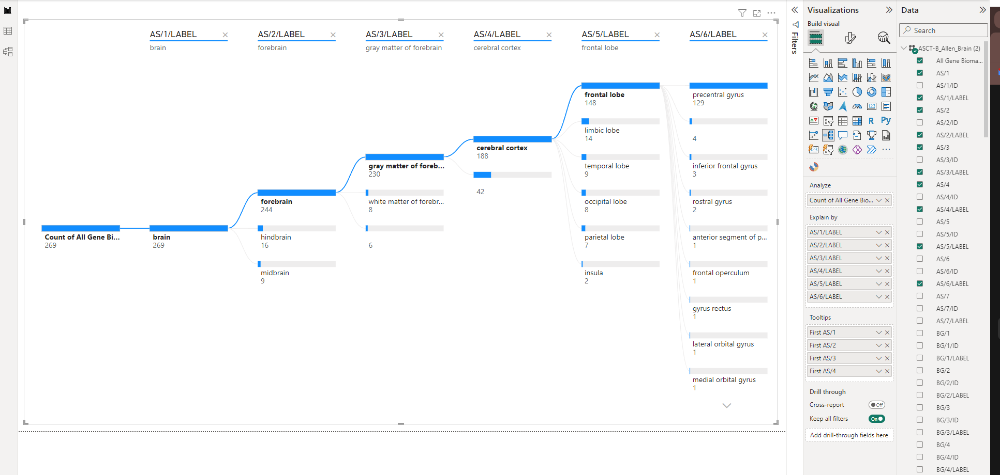 AS/1/LABEL
brain
AS/2/LABEL
forebrain
AS/3/LABEL
gray matter of forebrain
AS/4/LABEL
cerebral cortex
AS/5/LABEL
frontal lobe
AS/6/LABEL
Count of All Gene Bi...
269
brain
269
forebrain
244
hindbrain
16
midbrain
9
gray matter of foreb...
230
white matter of forebr...
8
6
cerebral cortex
188
42
frontal lobe
148
limbic lobe
14
temporal lobe
9
occipital lobe
8
parietal lobe
7
insula
2
precentral gyrus
129
4
inferior frontal gyrus
3
rostral gyrus
2
anterior segment of p...
1
frontal operculum
1
gyrus rectus
1
lateral orbital gyrus
1
medial orbital gyrus
1
Filters
Visualizations
Build visual
123
R
Py
123
Analyze
Count of All Gene Bio...
Explain by
AS/1/LABEL
AS/2/LABEL
AS/3/LABEL
AS/4/LABEL
AS/5/LABEL
AS/6/LABEL
Tooltips
First AS/1
First AS/2
First AS/3
First AS/4
Drill through
Cross-report
Off
Keep all filters
On
Add drill-through fields here
Data
Search
ASCT-B_Allen_Brain (2)
All Gene Bioma...
AS/1
AS/1/ID
AS/1/LABEL
AS/2
AS/2/ID
AS/2/LABEL
AS/3
AS/3/ID
AS/3/LABEL
AS/4
AS/4/ID
AS/4/LABEL
AS/5
AS/5/ID
AS/5/LABEL
AS/6
AS/6/ID
AS/6/LABEL
AS/7
AS/7/ID
AS/7/LABEL
BG/1
BG/1/ID
BG/1/LABEL
BG/2
BG/2/ID
BG/2/LABEL
BG/3
BG/3/ID
BG/3/LABEL
BG/4
BG/4/ID
BG/4/LABEL